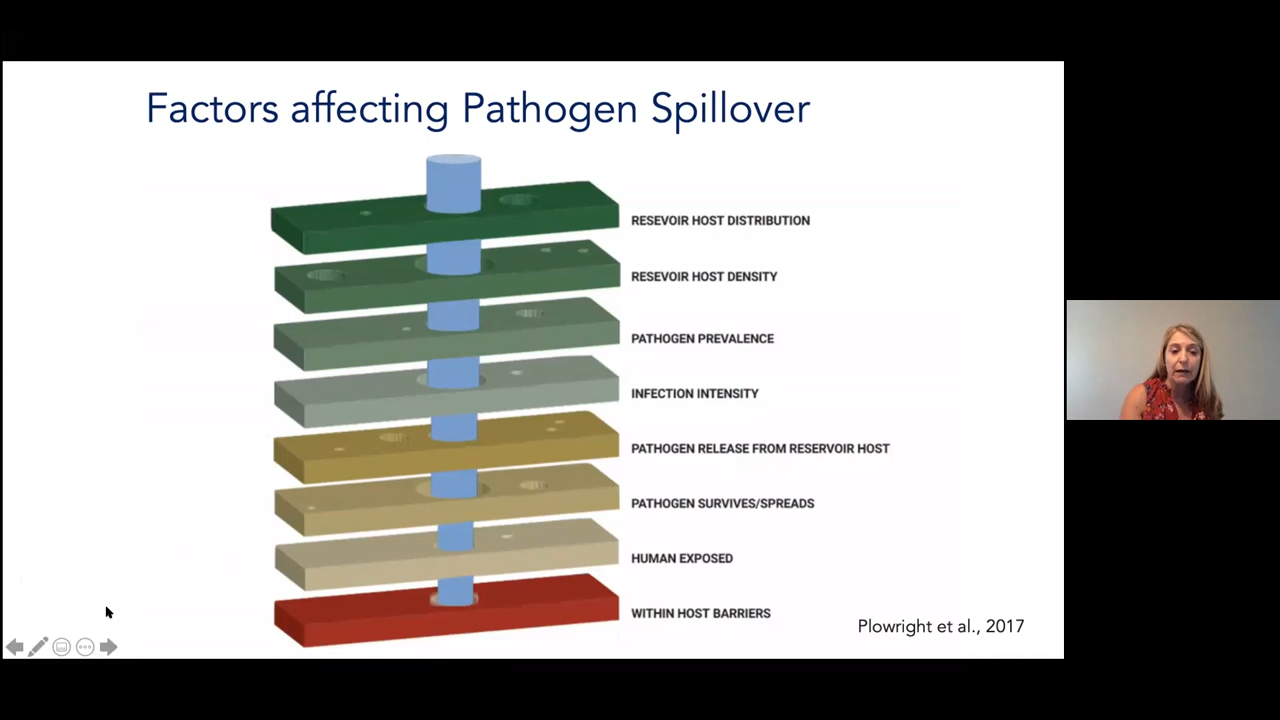 Factors affecting Pathogen Spillover
RESEVOIR HOST DISTRIBUTION
RESEVOIR HOST DENSITY
PATHOGEN PREVALENCE
INFECTION INTENSITY
PATHOGEN RELEASE FROM RESERVOIR HOST
PATHOGEN SURVIVES/SPREADS
HUMAN EXPOSED
WITHIN HOST BARRIERS
Plowright et al., 2017